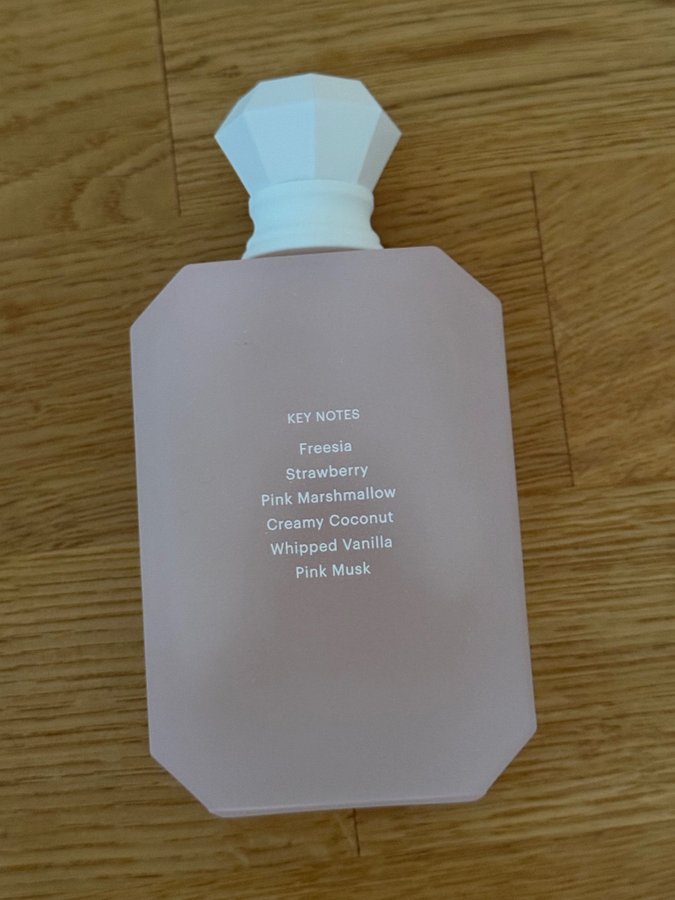 KEY NOTES
Freesia
Strawberry
Pink Marshmallow
Creamy Coconut
Whipped Vanilla
Pink Musk